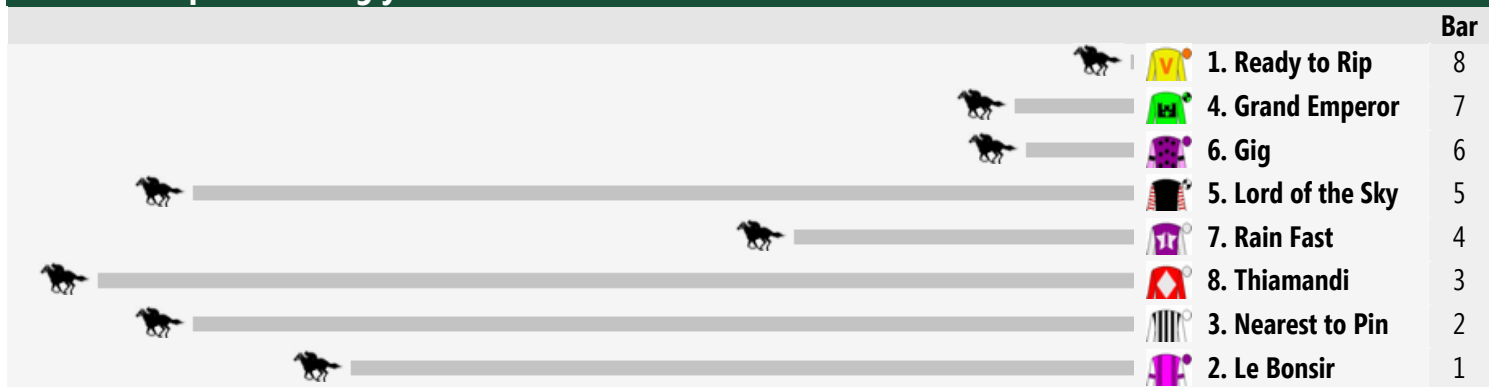 Bar
1. Ready to Rip 8
4. Grand Emperor 7
6. Gig 6
5. Lord of the Sky 5
7. Rain Fast 4
8. Thiamandi 3
3. Nearest to Pin 2
2. Le Bonsir 1